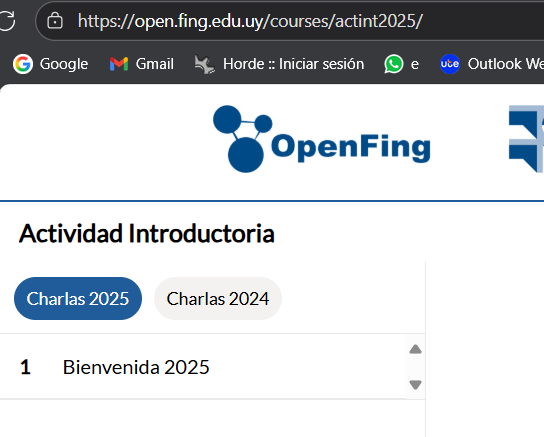 https://open.fing.edu.uy/courses/actint2025/
Google Gmail Horde :: Iniciar sesión e ute Outlook We
OpenFing
Actividad Introductoria
Charlas 2025 Charlas 2024
1 Bienvenida 2025